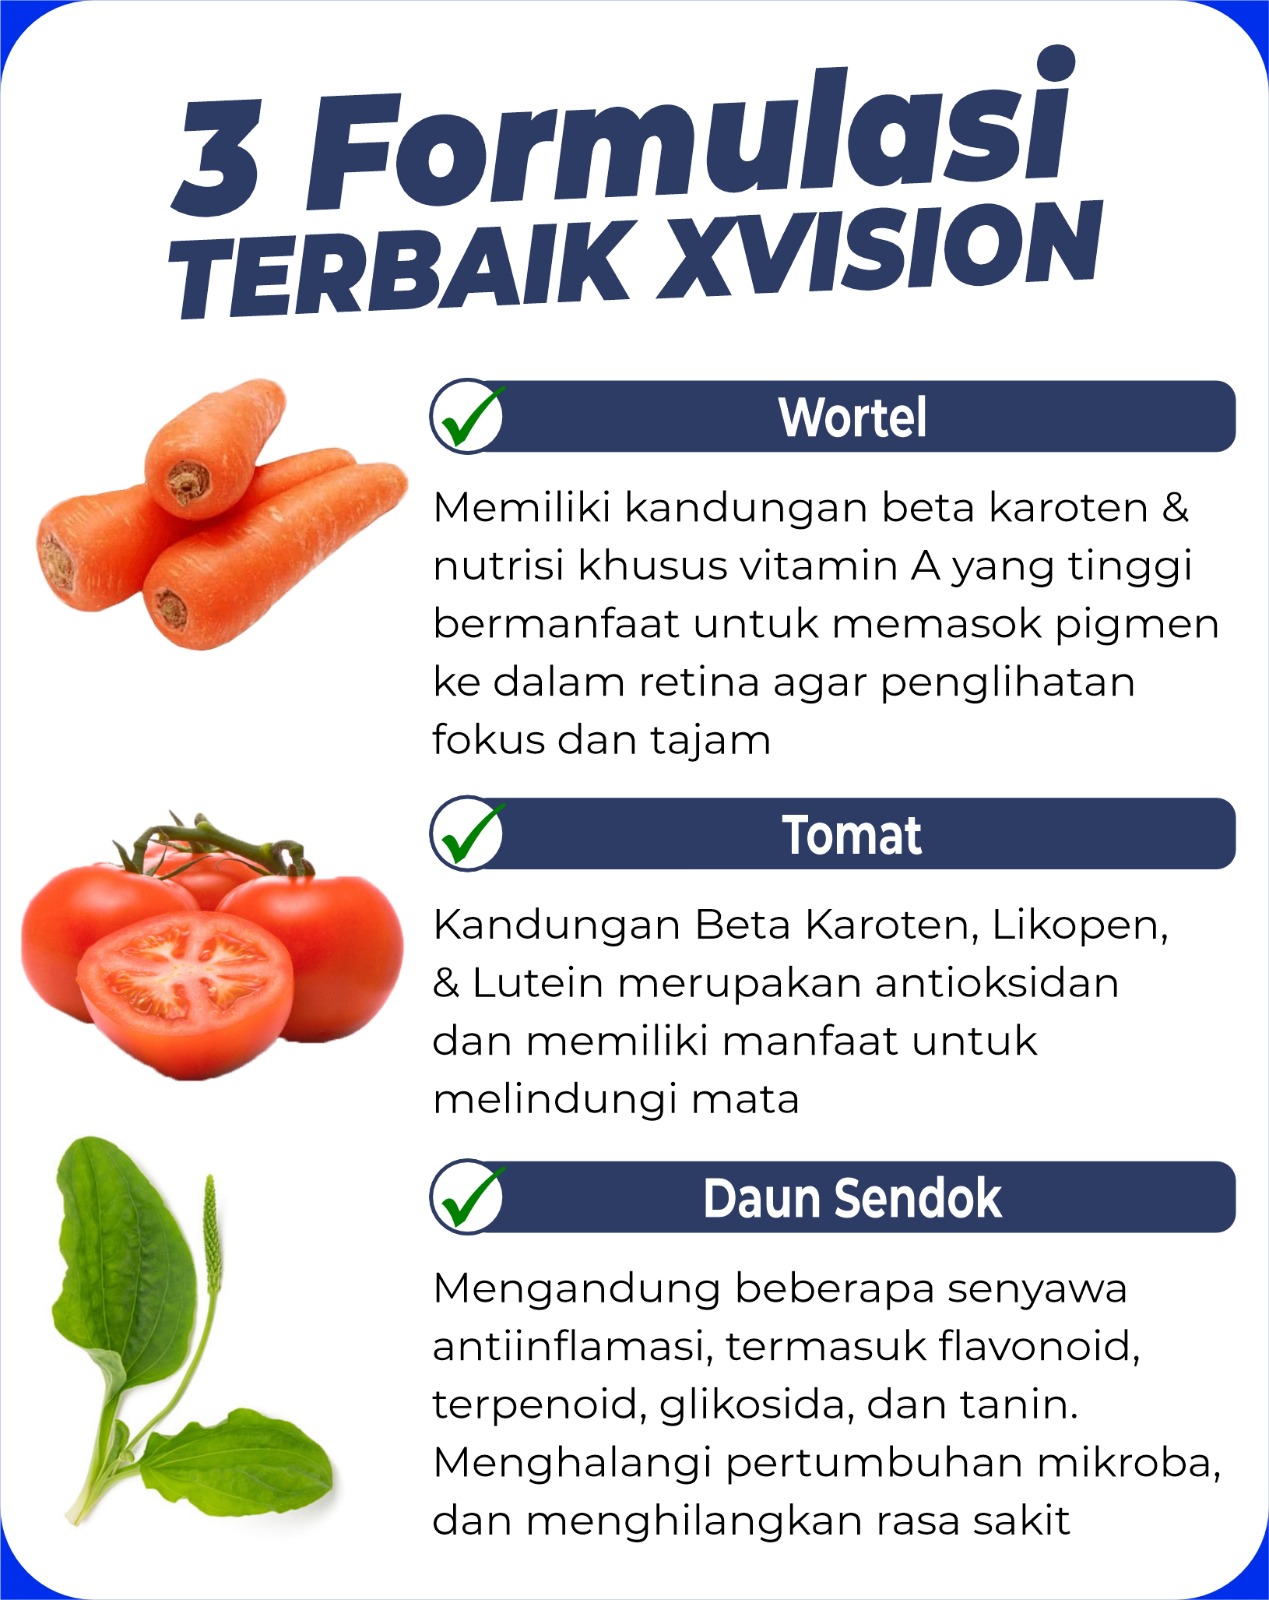 3 Formulasi
TERBAIK XVISION
Wortel
Memiliki kandungan beta karoten &
nutrisi khusus vitamin A yang tinggi
bermanfaat untuk memasok pigmen
ke dalam retina agar penglihatan
fokus dan tajam
Tomat
Kandungan Beta Karoten, Likopen,
& Lutein merupakan antioksidan
dan memiliki manfaat untuk
melindungi mata
Daun Sendok
Mengandung beberapa senyawa
antiinflamasi, termasuk flavonoid,
terpenoid, glikosida, dan tanin.
Menghalangi pertumbuhan mikroba,
dan menghilangkan rasa sakit